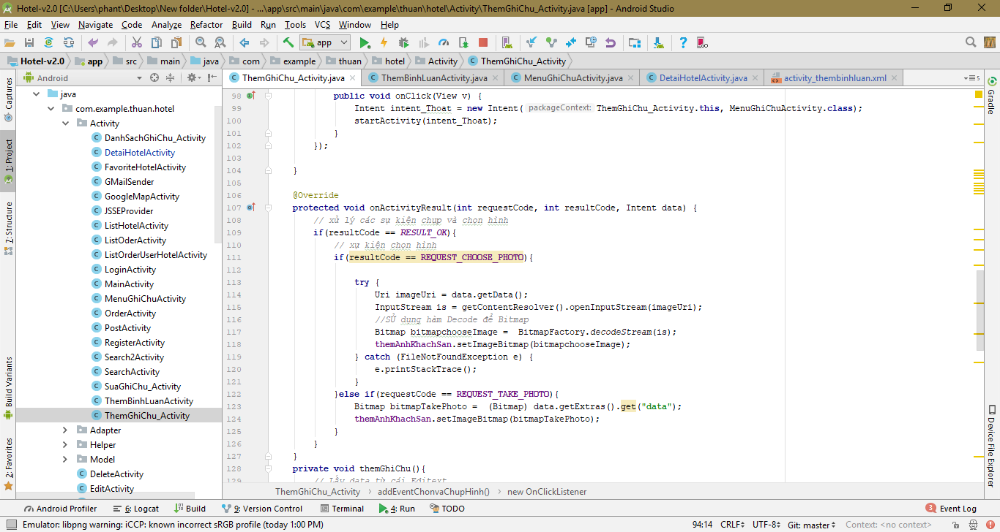 Hotel-v2.0 [C:\Users\phant\Desktop\New folder\Hotel-v2.0] - ...\app\src\main\java\com\example\thuan\hotel\Activity\ThemGhiChu_Activity.java [app] - Android Studio
File Edit View Navigate Code Analyze Refactor Build Run Tools VCS Window Help
app
Hotel-v2.0 app src main java com example thuan hotel Activity ThemGhiChu_Activity
Android
ThemGhiChu_Activity.java ThemBinhLuanActivity.java MenuGhiChuActivity.java DetaiHotelActivity.java activity_thembinhluan.xml 5
Captures
1: Project
7: Structure
Build Variants
2: Favorites
java
com.example.thuan.hotel
Activity
DanhSachGhiChu_Activity
DetaiHotelActivity
FavoriteHotelActivity
GMailSender
GoogleMapActivity
JSSEProvider
ListHotelActivity
ListOderActivity
ListOrderUserHotelActivity
LoginActivity
MainActivity
MenuGhiChuActivity
OrderActivity
PostActivity
RegisterActivity
Search2Activity
SearchActivity
SuaGhiChu_Activity
ThemBinhLuanActivity
ThemGhiChu_Activity
Adapter
Helper
Model
DeleteActivity
EditActivity
98 public void onClick(View v) {
99 Intent intent_Thoat = new Intent( packageContext: ThemGhiChu_Activity.this, MenuGhiChuActivity.class);
100 startActivity(intent_Thoat);
101 }
102 });
103
104 }
105
106 @Override
107 protected void onActivityResult(int requestCode, int resultCode, Intent data) {
108 // xử lý các sự kiện chụp và chọn hình
109 if(resultCode == RESULT_OK){
110 // xự kiện chọn hình
111 if(resultCode == REQUEST_CHOOSE_PHOTO){
112
113 try {
114 Uri imageUri = data.getData();
115 InputStream is = getContentResolver().openInputStream(imageUri);
116 //SỬ dụng hàm Decode để Bitmap
117 Bitmap bitmapchooseImage =  BitmapFactory.decodeStream(is);
118 themAnhKhachSan.setImageBitmap(bitmapchooseImage);
119 } catch (FileNotFoundException e) {
120 e.printStackTrace();
121 }
122 }else if(requestCode == REQUEST_TAKE_PHOTO){
123 Bitmap bitmapTakePhoto =  (Bitmap) data.getExtras().get("data");
124 themAnhKhachSan.setImageBitmap(bitmapTakePhoto);
125 }
126 }
127 }
128 private void themGhiChu(){
129 // Lấy data từ cái Editext
ThemGhiChu_Activity addEventChonvaChupHinh() new OnClickListener
Gradle
Device File Explorer
Android Profiler 6: Logcat Build 9: Version Control Terminal 4: Run TODO 3 Event Log
Emulator: libpng warning: iCCP: known incorrect sRGB profile (today 1:00 PM) 94:14 CRLF UTF-8 Git: master Context: <no context>